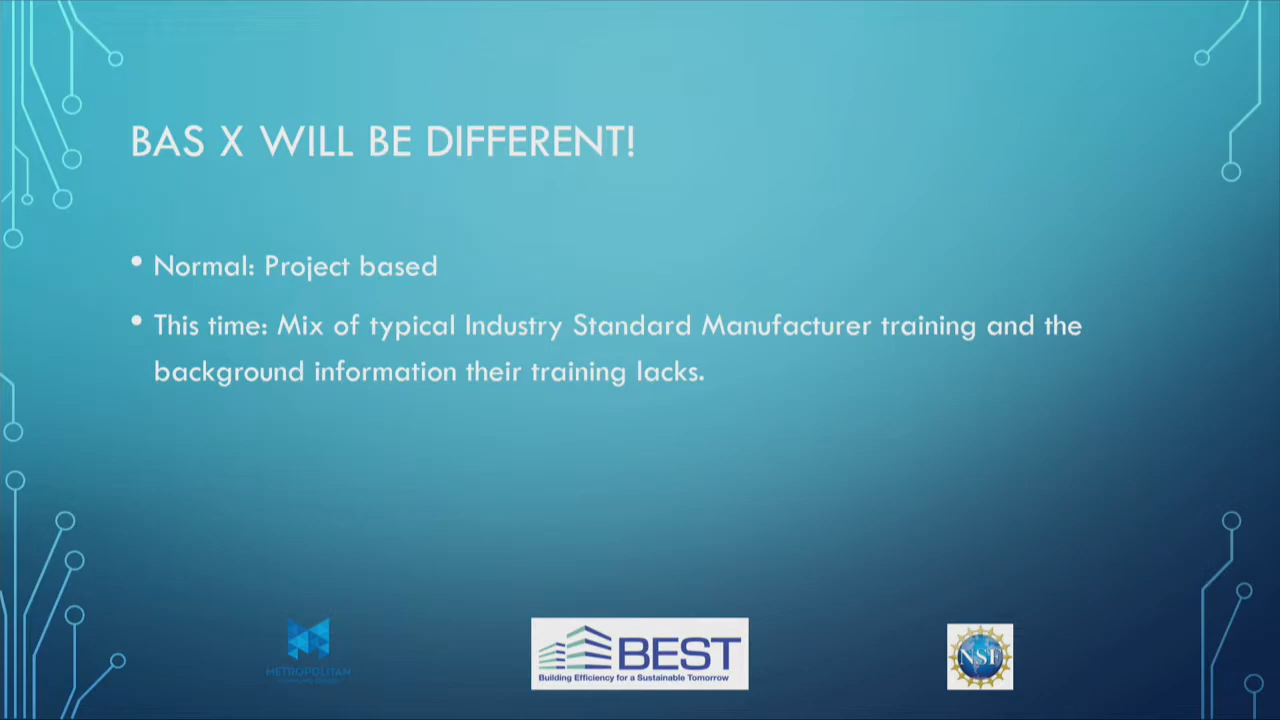 BAS X WILL BE DIFFERENT!
• Normal: Project based
• This time: Mix of typical Industry Standard Manufacturer training and the
background information their training lacks.
METROPOLITAN
BEST
Building Efficiency for a Sustainable Tomorrow
NSF